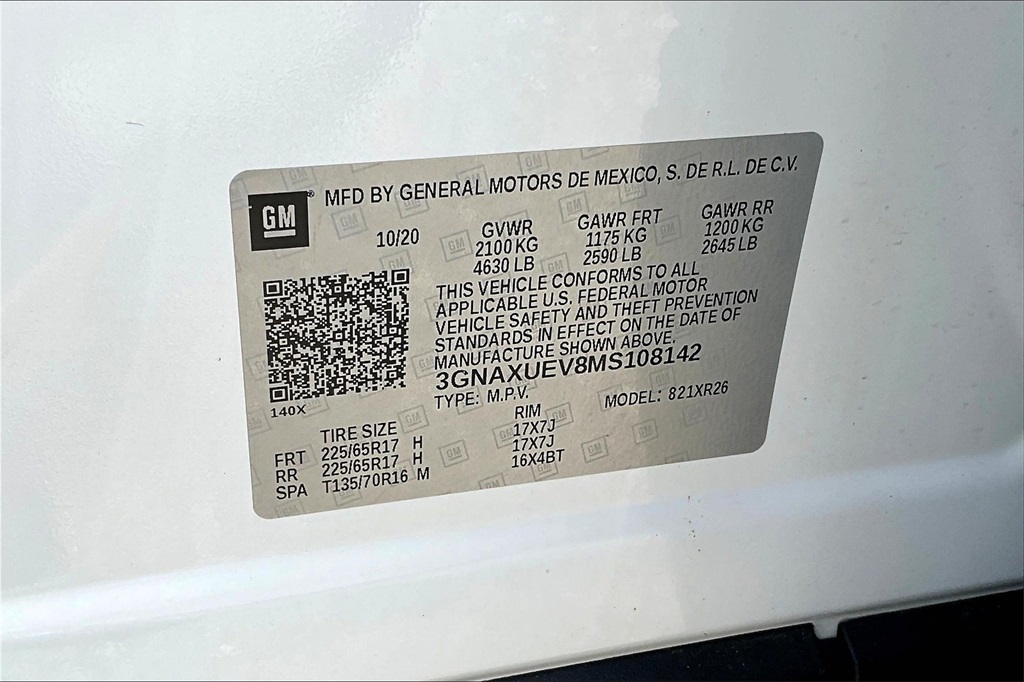 GM® MFD BY GENERAL MOTORS DE MEXICO, S. DE R.L. DE C.V.
10/20 GVWR GAWR FRT GAWR RR
2100 KG 1175 KG 1200 KG
4630 LB 2590 LB 2645 LB
THIS VEHICLE CONFORMS TO ALL
APPLICABLE U.S. FEDERAL MOTOR
VEHICLE SAFETY AND THEFT PREVENTION
STANDARDS IN EFFECT ON THE DATE OF
MANUFACTURE SHOWN ABOVE.
3GNAXUEV8MS108142
TYPE: M.P.V. MODEL: 821XR26
140X
TIRE SIZE RIM
FRT 225/65R17 H 17X7J
RR 225/65R17 H 17X7J
SPA T135/70R16 M 16X4BT